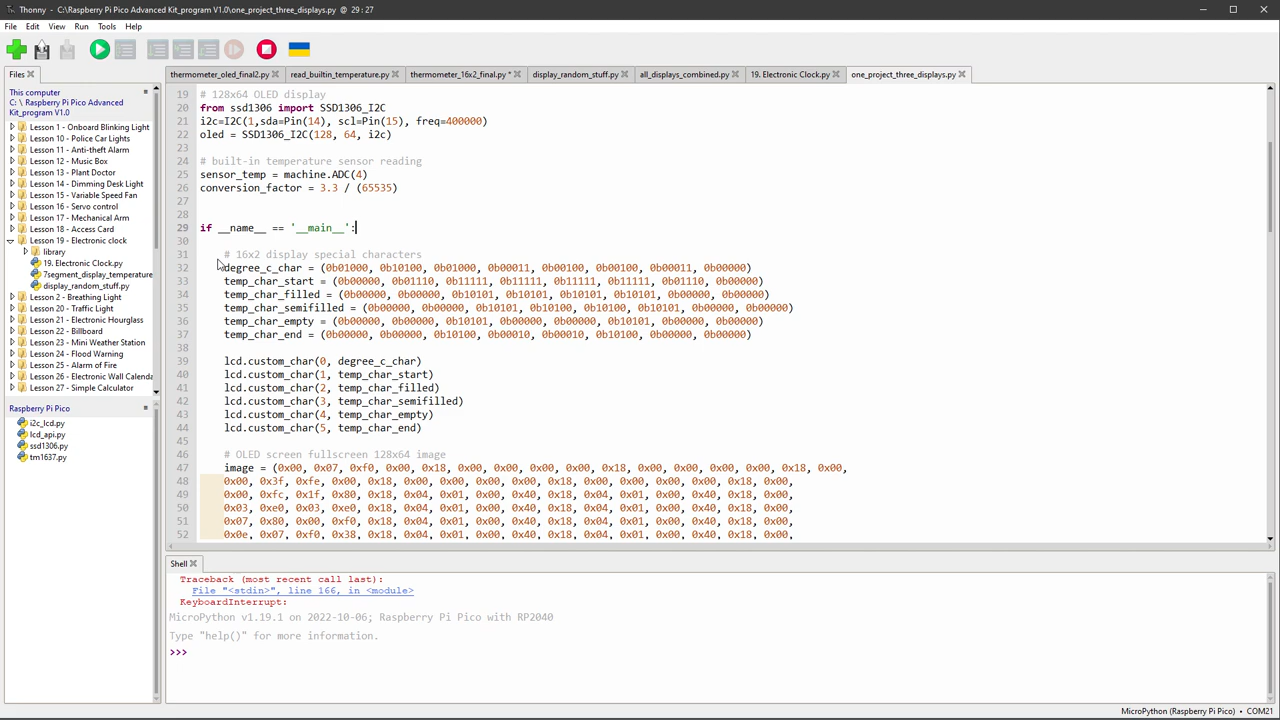 Thonny - C:\Raspberry Pi Pico Advanced Kit_program V1.0\one_project_three_displays.py @ 29 : 27
File Edit View Run Tools Help
Files
This computer
C: \ Raspberry Pi Pico Advanced
Kit_program V1.0
Lesson 1 - Onboard Blinking Light
Lesson 10 - Police Car Lights
Lesson 11 - Anti-theft Alarm
Lesson 12 - Music Box
Lesson 13 - Plant Doctor
Lesson 14 - Dimming Desk Light
Lesson 15 - Variable Speed Fan
Lesson 16 - Servo control
Lesson 17 - Mechanical Arm
Lesson 18 - Access Card
Lesson 19 - Electronic clock
library
19. Electronic Clock.py
7segment_display_temperature
display_random_stuff.py
Lesson 2 - Breathing Light
Lesson 20 - Traffic Light
Lesson 21 - Electronic Hourglass
Lesson 22 - Billboard
Lesson 23 - Mini Weather Station
Lesson 24 - Flood Warning
Lesson 25 - Alarm of Fire
Lesson 26 - Electronic Wall Calenda
Lesson 27 - Simple Calculator
Raspberry Pi Pico
i2c_lcd.py
lcd_api.py
ssd1306.py
tm1637.py
thermometer_oled_final2.py read_builtin_temperature.py thermometer_16x2_final.py * display_random_stuff.py all_displays_combined.py 19. Electronic Clock.py one_project_three_displays.py
19 # 128x64 OLED display
20 from ssd1306 import SSD1306_I2C
21 i2c=I2C(1,sda=Pin(14), scl=Pin(15), freq=400000)
22 oled = SSD1306_I2C(128, 64, i2c)
23
24 # built-in temperature sensor reading
25 sensor_temp = machine.ADC(4)
26 conversion_factor = 3.3 / (65535)
27
28
29 if __name__ == '__main__':
30
31 # 16x2 display special characters
32 degree_c_char = (0b01000, 0b10100, 0b01000, 0b00011, 0b00100, 0b00100, 0b00011, 0b00000)
33 temp_char_start = (0b00000, 0b01110, 0b11111, 0b11111, 0b11111, 0b11111, 0b01110, 0b00000)
34 temp_char_filled = (0b00000, 0b00000, 0b10101, 0b10101, 0b10101, 0b10101, 0b00000, 0b00000)
35 temp_char_semifilled = (0b00000, 0b00000, 0b10101, 0b10100, 0b10100, 0b10101, 0b00000, 0b00000)
36 temp_char_empty = (0b00000, 0b00000, 0b10101, 0b00000, 0b00000, 0b10101, 0b00000, 0b00000)
37 temp_char_end = (0b00000, 0b00000, 0b10100, 0b00010, 0b00010, 0b10100, 0b00000, 0b00000)
38
39 lcd.custom_char(0, degree_c_char)
40 lcd.custom_char(1, temp_char_start)
41 lcd.custom_char(2, temp_char_filled)
42 lcd.custom_char(3, temp_char_semifilled)
43 lcd.custom_char(4, temp_char_empty)
44 lcd.custom_char(5, temp_char_end)
45
46 # OLED screen fullscreen 128x64 image
47 image = (0x00, 0x07, 0xf0, 0x00, 0x18, 0x00, 0x00, 0x00, 0x00, 0x18, 0x00, 0x00, 0x00, 0x00, 0x18, 0x00,
48 0x00, 0x3f, 0xfe, 0x00, 0x18, 0x00, 0x00, 0x00, 0x00, 0x18, 0x00, 0x00, 0x00, 0x00, 0x18, 0x00,
49 0x00, 0xfc, 0x1f, 0x80, 0x18, 0x04, 0x01, 0x00, 0x40, 0x18, 0x04, 0x01, 0x00, 0x40, 0x18, 0x00,
50 0x03, 0xe0, 0x03, 0xe0, 0x18, 0x04, 0x01, 0x00, 0x40, 0x18, 0x04, 0x01, 0x00, 0x40, 0x18, 0x00,
51 0x07, 0x80, 0x00, 0xf0, 0x18, 0x04, 0x01, 0x00, 0x40, 0x18, 0x04, 0x01, 0x00, 0x40, 0x18, 0x00,
52 0x0e, 0x07, 0xf0, 0x38, 0x18, 0x04, 0x01, 0x00, 0x40, 0x18, 0x04, 0x01, 0x00, 0x40, 0x18, 0x00,
Shell
Traceback (most recent call last):
File "<stdin>", line 166, in <module>
KeyboardInterrupt:
MicroPython v1.19.1 on 2022-10-06; Raspberry Pi Pico with RP2040
Type "help()" for more information.
>>>
MicroPython (Raspberry Pi Pico) • COM21